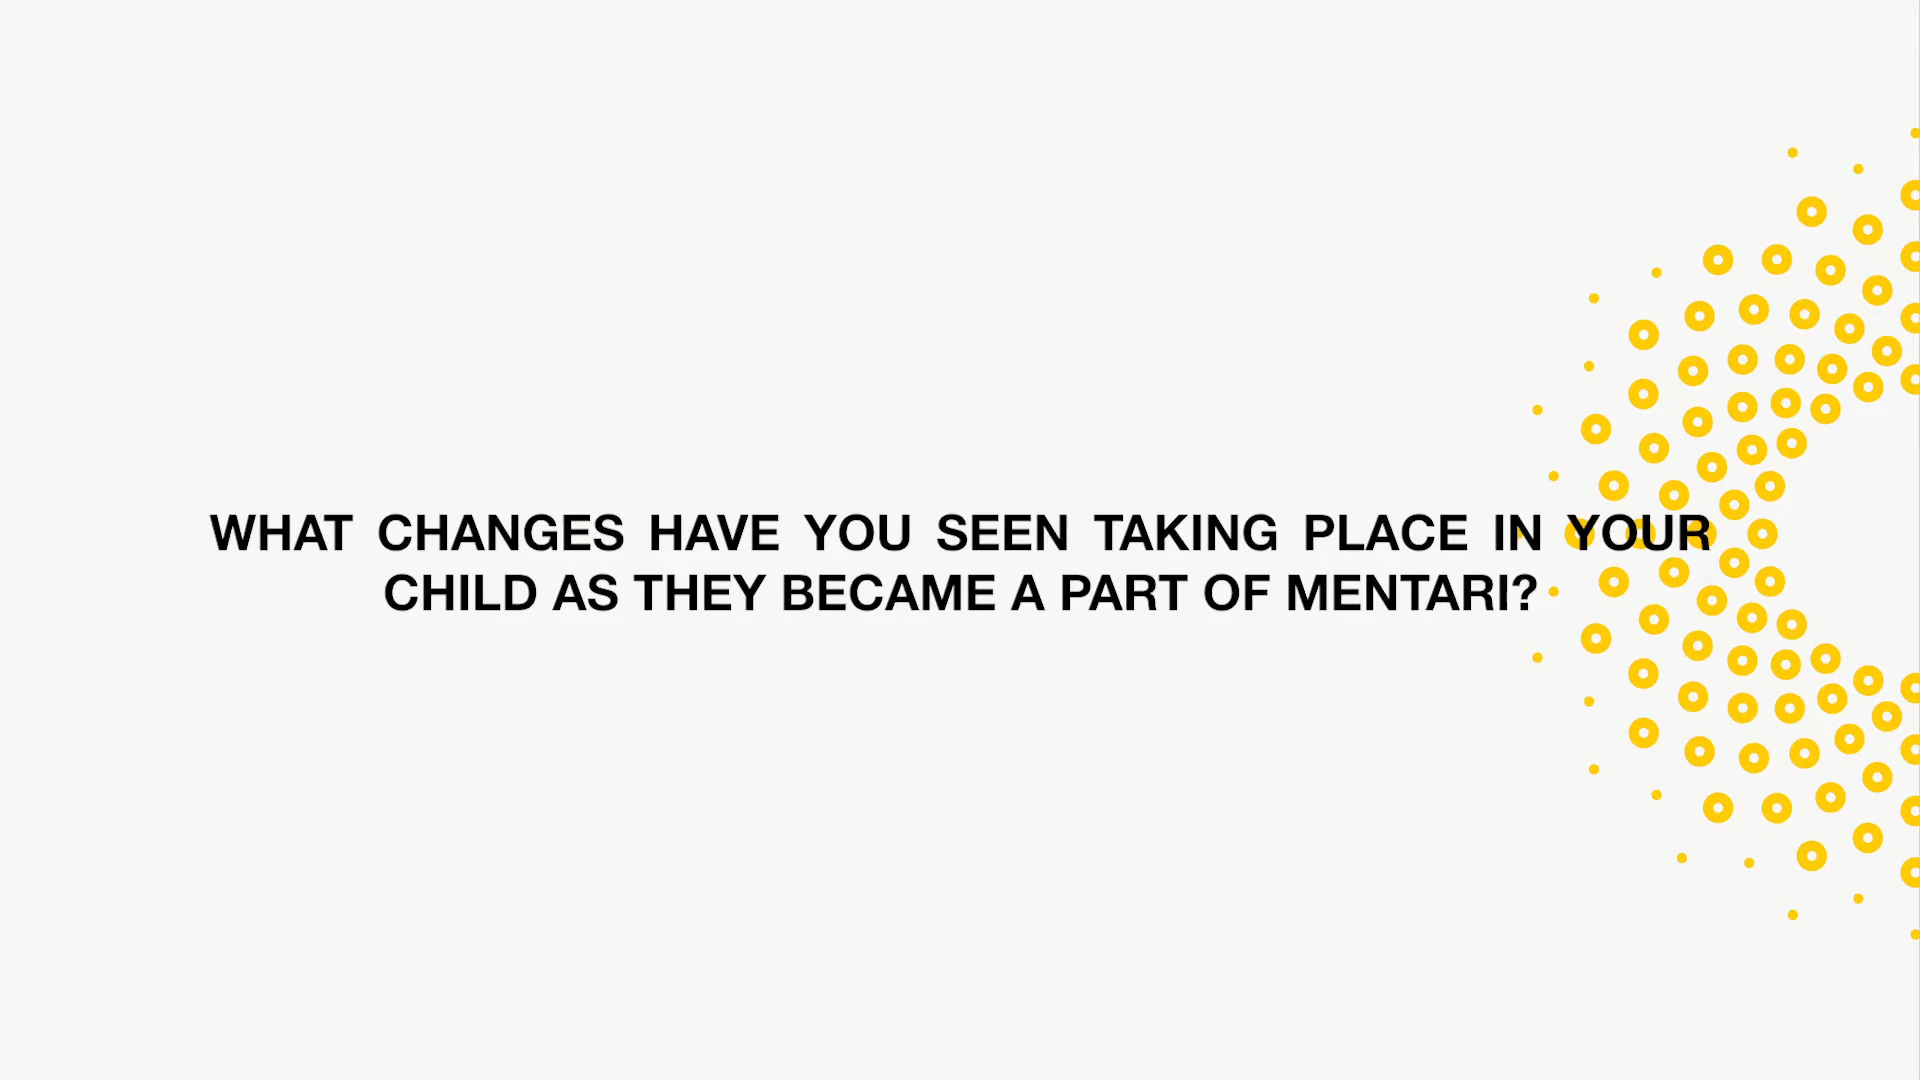 WHAT CHANGES HAVE YOU SEEN TAKING PLACE IN YOUR
CHILD AS THEY BECAME A PART OF MENTARI?